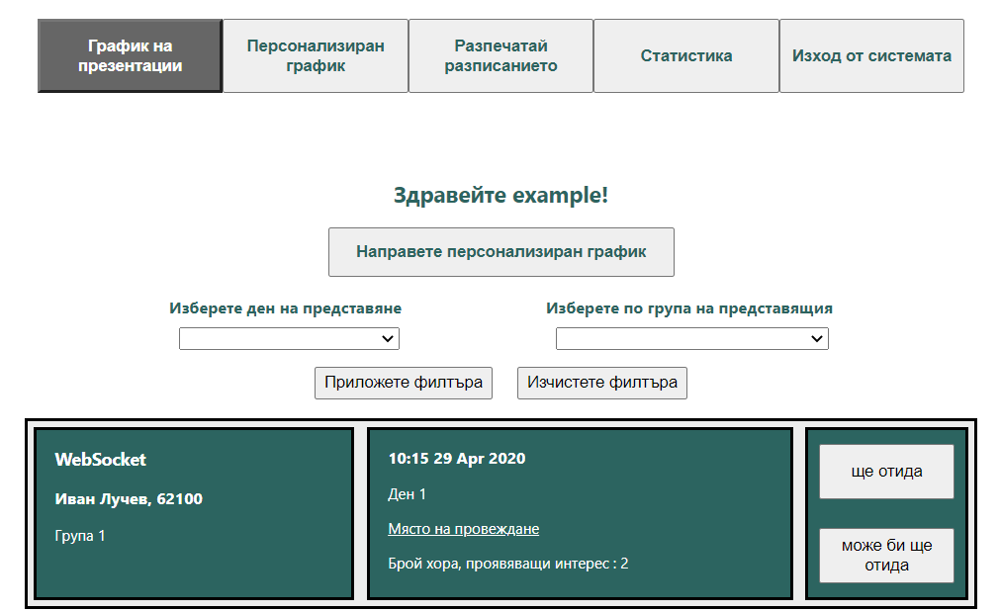 График на
презентации
Персонализиран
график
Разпечатай
разписанието
Статистика
Изход от системата
Здравейте example!
Направете персонализиран график
Изберете ден на представяне
Изберете по група на представящия
Приложете филтъра
Изчистете филтъра
WebSocket
Иван Лучев, 62100
Група 1
10:15 29 Apr 2020
Ден 1
Място на провеждане
Брой хора, проявяващи интерес : 2
ще отида
може би ще
отида